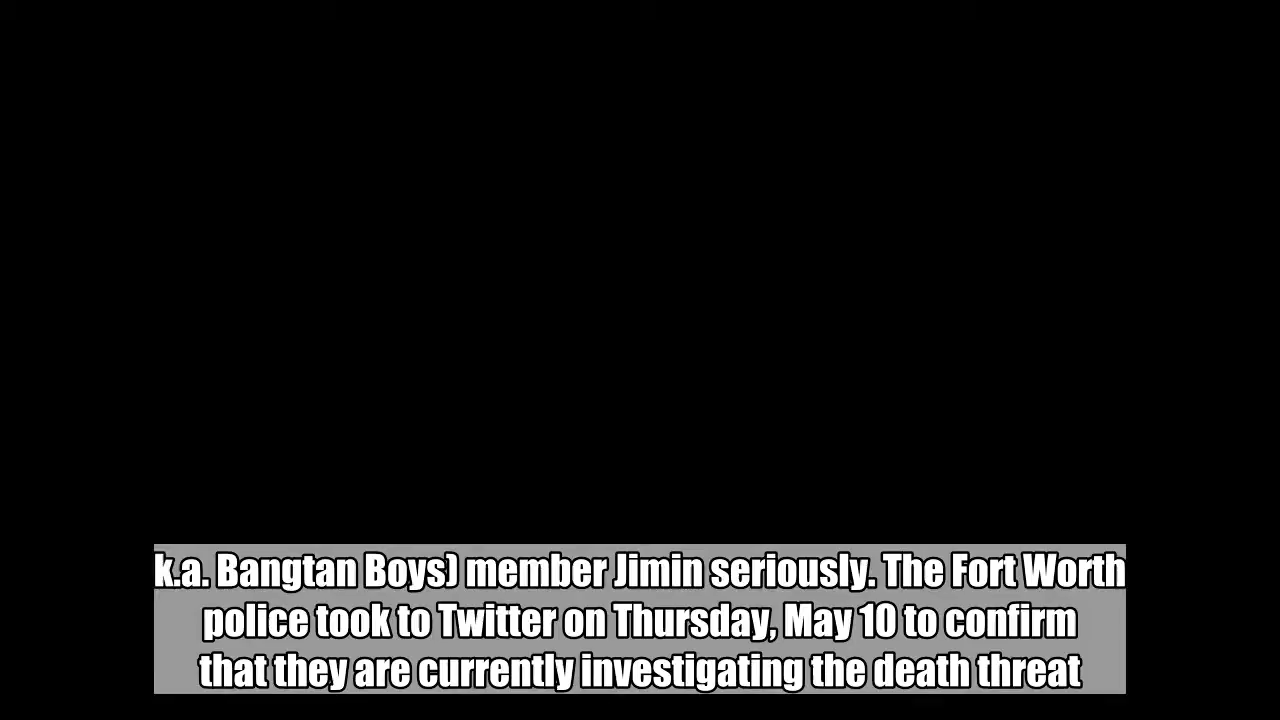 k.a. Bangtan Boys) member Jimin seriously. The Fort Worth
police took to Twitter on Thursday, May 10 to confirm
that they are currently investigating the death threat